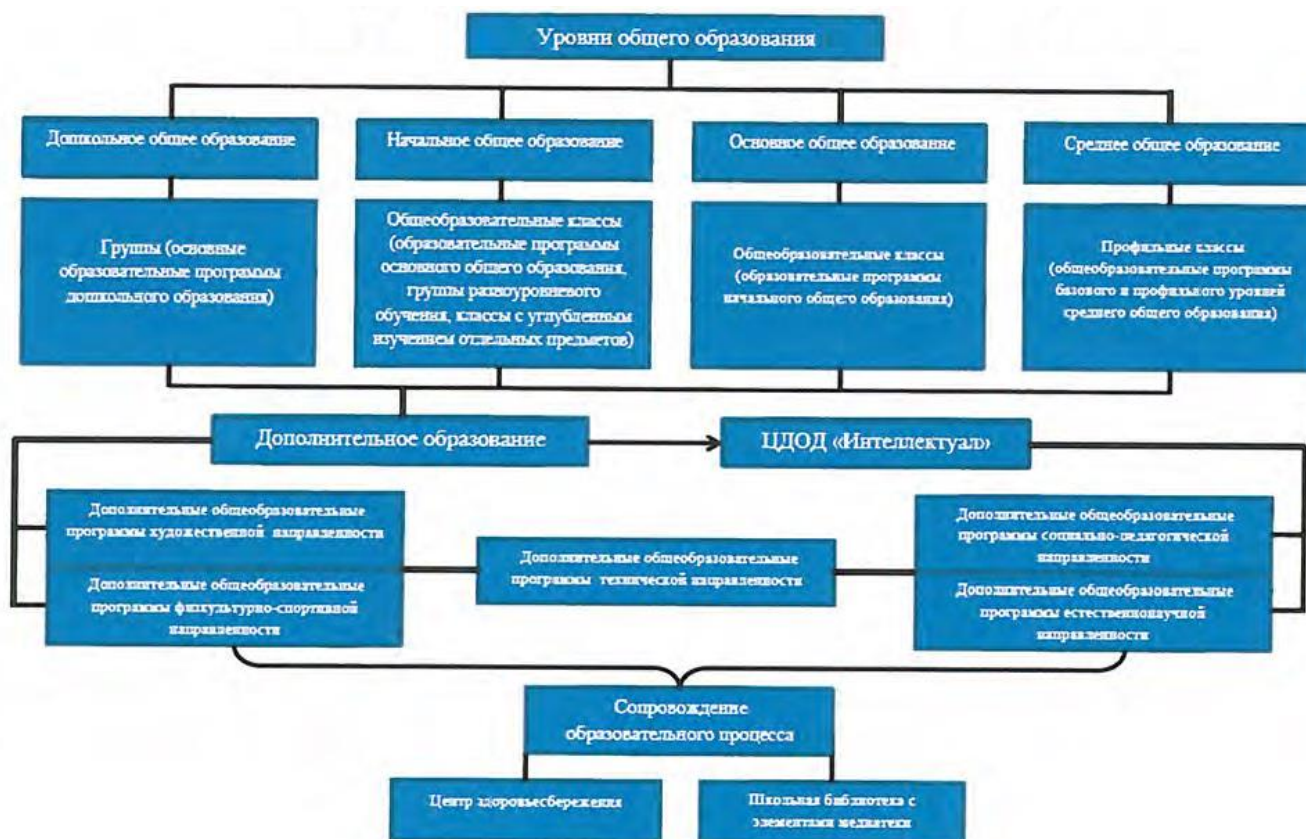 Уровни общего образования
Дошкольное общее образование
Начальное общее образование
Основное общее образование
Среднее общее образование
Группы (основные
образовательные программы
дошкольного образования)
Общеобразовательные классы
(образовательные программы
основного общего образования,
группы разноуровневого
обучения, классы с углубленным
изучением отдельных предметов)
Общеобразовательные классы
(образовательные программы
начального общего образования)
Профильные классы
(общеобразовательные программы
базового и профильного уровней
среднего общего образования)
Дополнительное образование
ЦДОД «Интеллектуал»
Дополнительные общеобразовательные
программы художественной направленности
Дополнительные общеобразовательные
программы физкультурно-спортивной
направленности
Дополнительные общеобразовательные
программы технической направленности
Дополнительные общеобразовательные
программы социально-педагогической
направленности
Дополнительные общеобразовательные
программы естественнонаучной
направленности
Сопровождение
образовательного процесса
Центр здоровьесбережения
Школьная библиотека с
элементами медиатеки